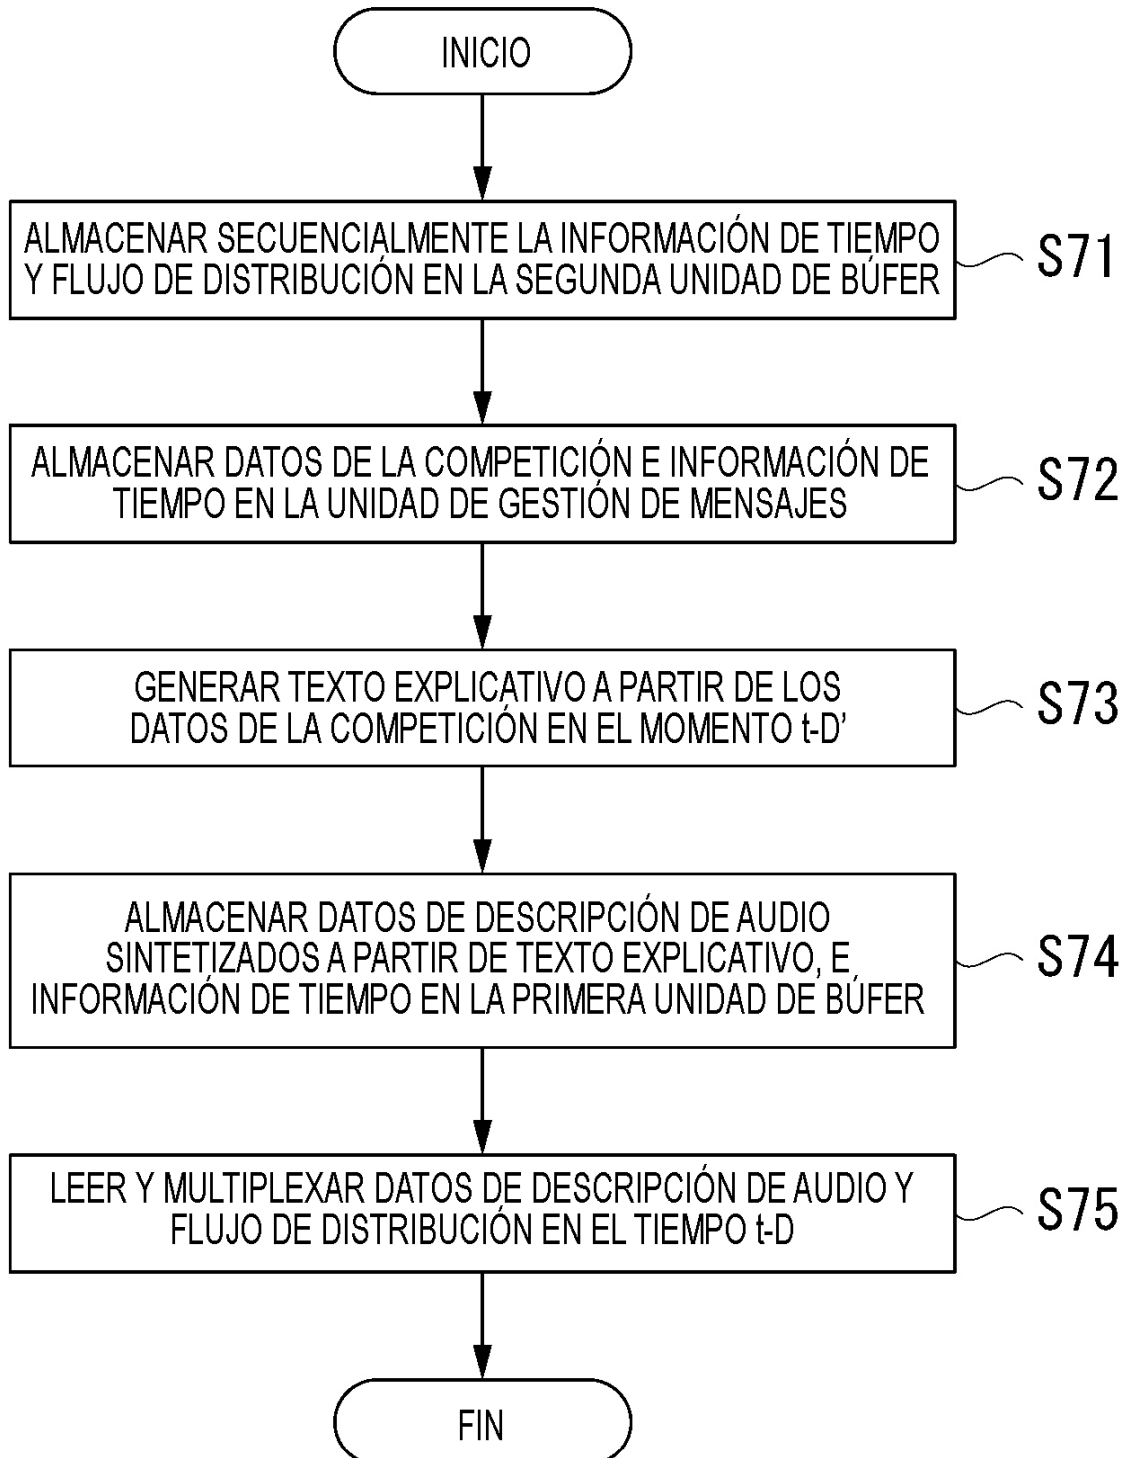 INICIO
ALMACENAR SECUENCIALMENTE LA INFORMACIÓN DE TIEMPO
Y FLUJO DE DISTRIBUCIÓN EN LA SEGUNDA UNIDAD DE BÚFER
S71
ALMACENAR DATOS DE LA COMPETICIÓN E INFORMACIÓN DE
TIEMPO EN LA UNIDAD DE GESTIÓN DE MENSAJES
S72
GENERAR TEXTO EXPLICATIVO A PARTIR DE LOS
DATOS DE LA COMPETICIÓN EN EL MOMENTO t-D’
S73
ALMACENAR DATOS DE DESCRIPCIÓN DE AUDIO
SINTETIZADOS A PARTIR DE TEXTO EXPLICATIVO, E
INFORMACIÓN DE TIEMPO EN LA PRIMERA UNIDAD DE BÚFER
S74
LEER Y MULTIPLEXAR DATOS DE DESCRIPCIÓN DE AUDIO Y
FLUJO DE DISTRIBUCIÓN EN EL TIEMPO t-D
S75
FIN